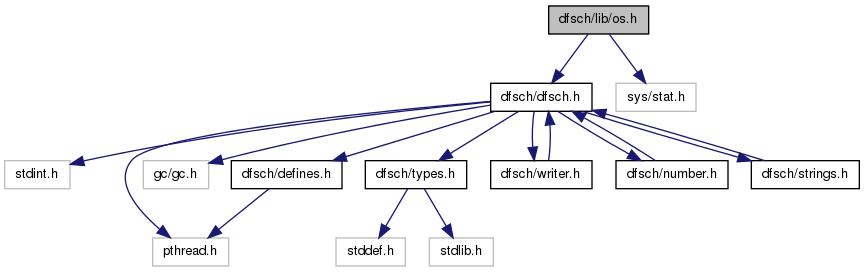 dfsch/lib/os.h
dfsch/dfsch.h
sys/stat.h
stdint.h
gc/gc.h
dfsch/defines.h
dfsch/types.h
dfsch/writer.h
dfsch/number.h
dfsch/strings.h
pthread.h
stddef.h
stdlib.h